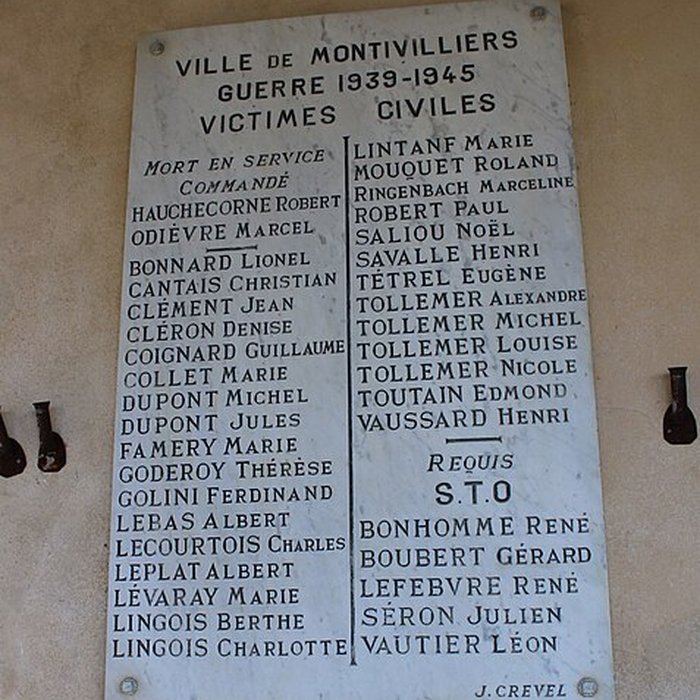 VILLE DE MONTIVILLIERS
GUERRE 1939-1945
VICTIMES CIVILES
MORT EN SERVICE
COMMANDÉ
HAUCHECORNE ROBERT
ODIÈVRE MARCEL
BONNARD LIONEL
CANTAIS CHRISTIAN
CLÉMENT JEAN
CLÉRON DENISE
COIGNARD GUILLAUME
COLLET MARIE
DUPONT MICHEL
DUPONT JULES
FAMERY MARIE
GODEROY THÉRÈSE
GOLINI FERDINAND
LEBAS ALBERT
LECOURTOIS CHARLES
LEPLAT ALBERT
LÉVARAY MARIE
LINGOIS BERTHE
LINGOIS CHARLOTTE
LINTANF MARIE
MOUQUET ROLAND
RINGENBACH MARCELINE
ROBERT PAUL
SALIOU NOËL
SAVALLE HENRI
TÉTREL EUGÈNE
TOLLEMER ALEXANDRE
TOLLEMER MICHEL
TOLLEMER LOUISE
TOLLEMER NICOLE
TOUTAIN EDMOND
VAUSSARD HENRI
REQUIS
S.T.O
BONHOMME RENÉ
BOUBERT GÉRARD
LEFEBVRE RENÉ
SÉRON JULIEN
VAUTIER LÉON
J. CREVEL